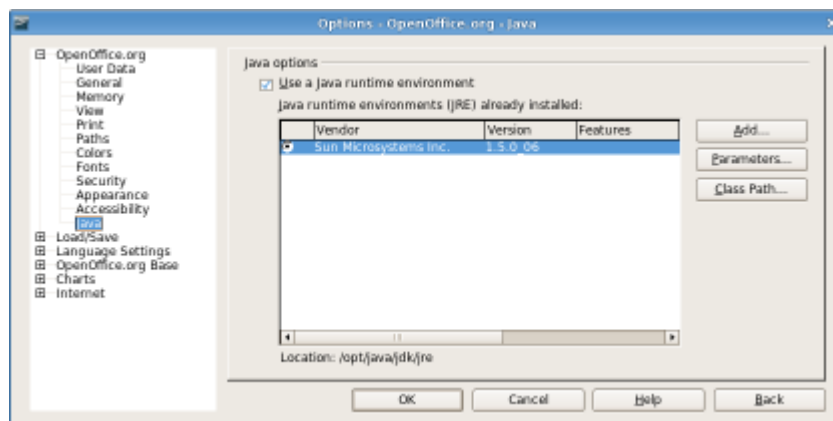 Options - OpenOffice.org - Java
OpenOffice.org
User Data
General
Memory
View
Print
Paths
Colors
Fonts
Security
Appearance
Accessibility
Java
Load/Save
Language Settings
OpenOffice.org Base
Charts
Internet
Java options
Use a Java runtime environment
Java runtime environments (JRE) already installed:
Vendor Version Features
Sun Microsystems Inc. 1.5.0_06
Add...
Parameters...
Class Path...
Location: /opt/java/jdk/jre
OK Cancel Help Back